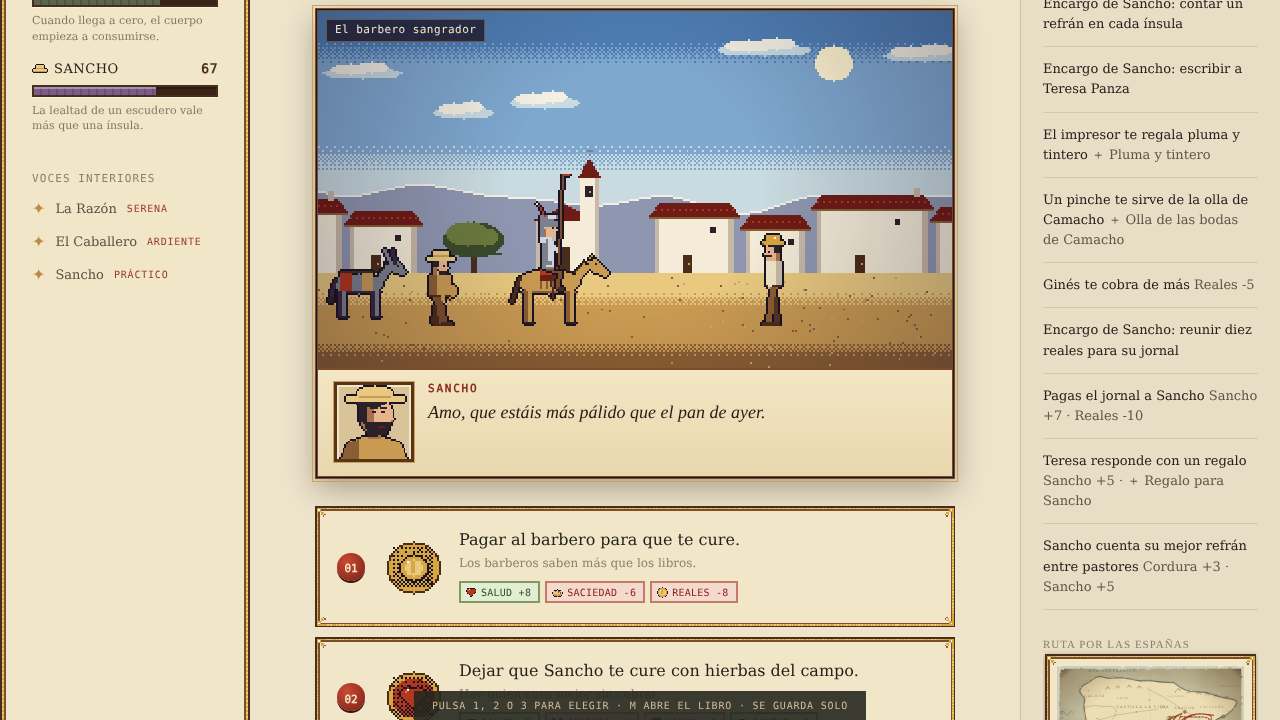 Cuando llega a cero, el cuerpo
empieza a consumirse.
SANCHO 67
La lealtad de un escudero vale
más que una ínsula.
VOCES INTERIORES
La Razón SERENA
El Caballero ARDIENTE
Sancho PRÁCTICO
El barbero sangrador
SANCHO
Amo, que estáis más pálido que el pan de ayer.
01
Pagar al barbero para que te cure.
Los barberos saben más que los libros.
SALUD +8 SACIEDAD -6 REALES -8
02
Dejar que Sancho te cure con hierbas del campo.
PULSA 1, 2 O 3 PARA ELEGIR · M ABRE EL LIBRO · SE GUARDA SOLO
Encargo de Sancho: contar un
refrán en cada ínsula
Encargo de Sancho: escribir a
Teresa Panza
El impresor te regala pluma y
tintero + Pluma y tintero
Un pinche te sirve de la olla de
Camacho + Olla de las bodas
de Camacho
Ginés te cobra de más Reales -5
Encargo de Sancho: reunir diez
reales para su jornal
Pagas el jornal a Sancho Sancho
+7 · Reales -10
Teresa responde con un regalo
Sancho +5 · + Regalo para
Sancho
Sancho cuenta su mejor refrán
entre pastores Cordura +3 ·
Sancho +5
RUTA POR LAS ESPAÑAS